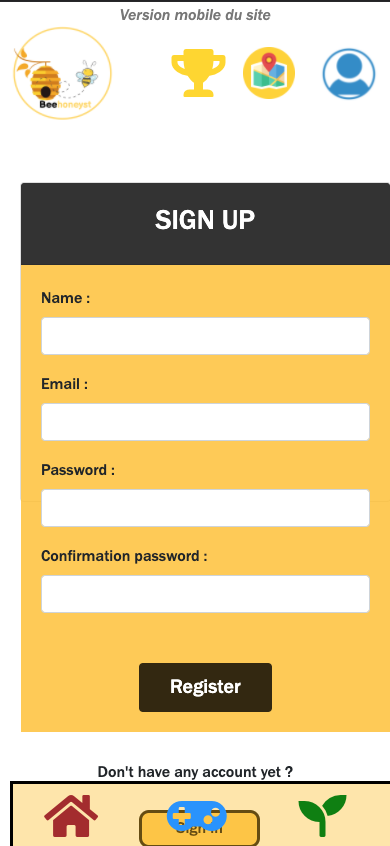 Version mobile du site
Beehoneyst
SIGN UP
Name :
Email :
Password :
Confirmation password :
Register
Don't have any account yet ?
Sign in